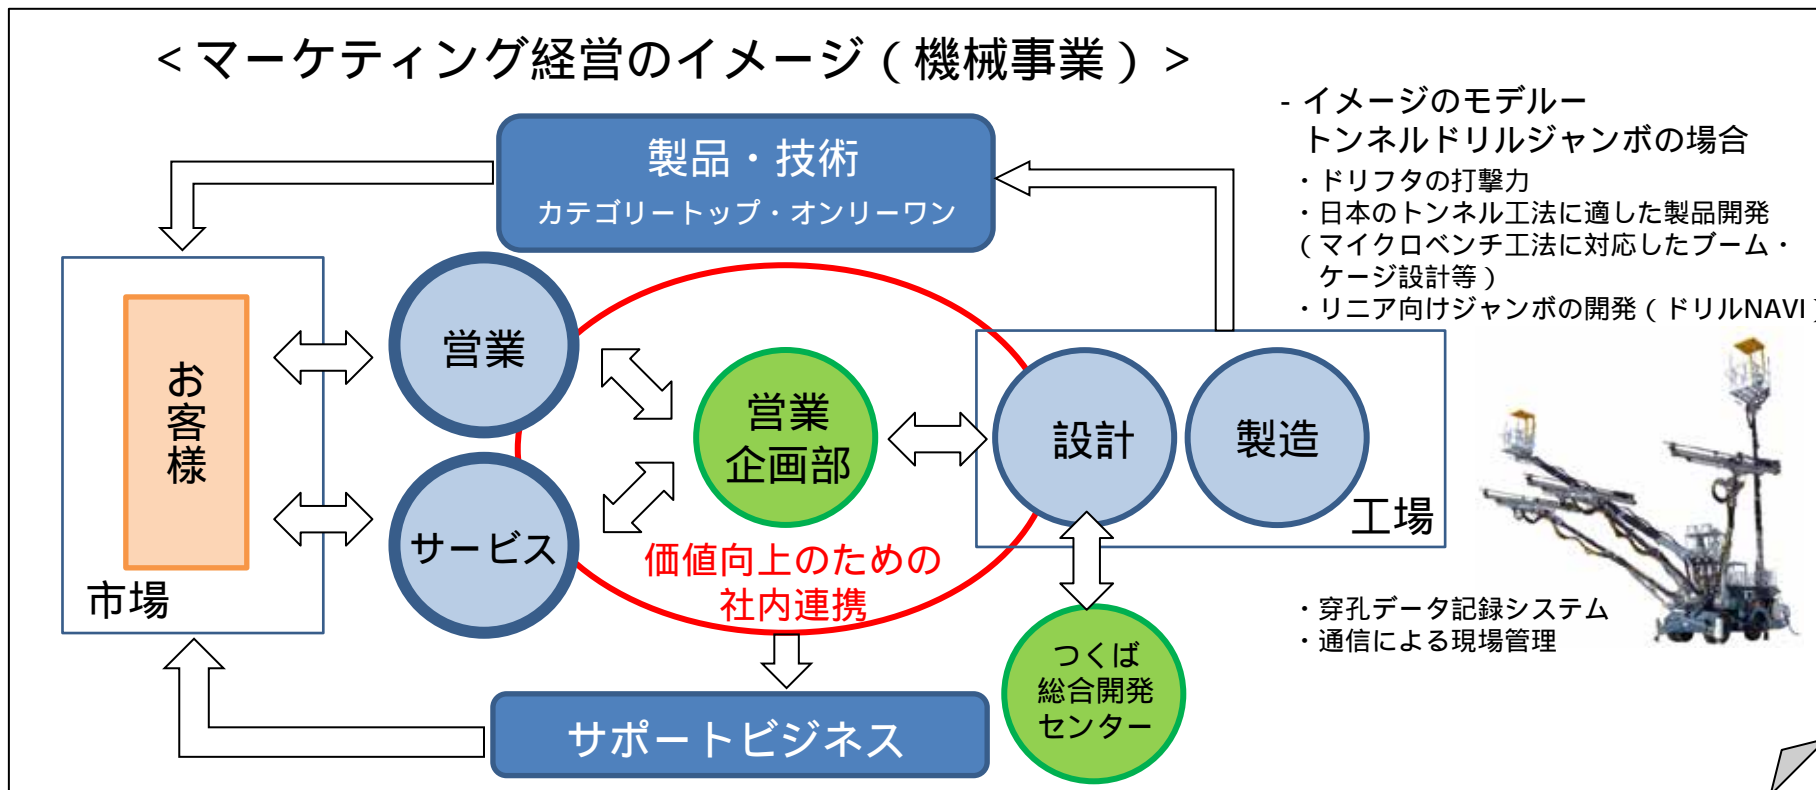 <マーケティング経営のイメージ（機械事業）>
- イメージのモデルー
トンネルドリルジャンボの場合
・ドリフタの打撃力
・日本のトンネル工法に適した製品開発
（マイクロベンチ工法に対応したブーム・
ケージ設計等）
・リニア向けジャンボの開発（ドリルNAVI）
製品・技術
カテゴリートップ・オンリーワン
お客様
市場
営業
サービス
営業
企画部
価値向上のための
社内連携
設計
製造
工場
つくば
総合開発
センター
サポートビジネス
・穿孔データ記録システム
・通信による現場管理